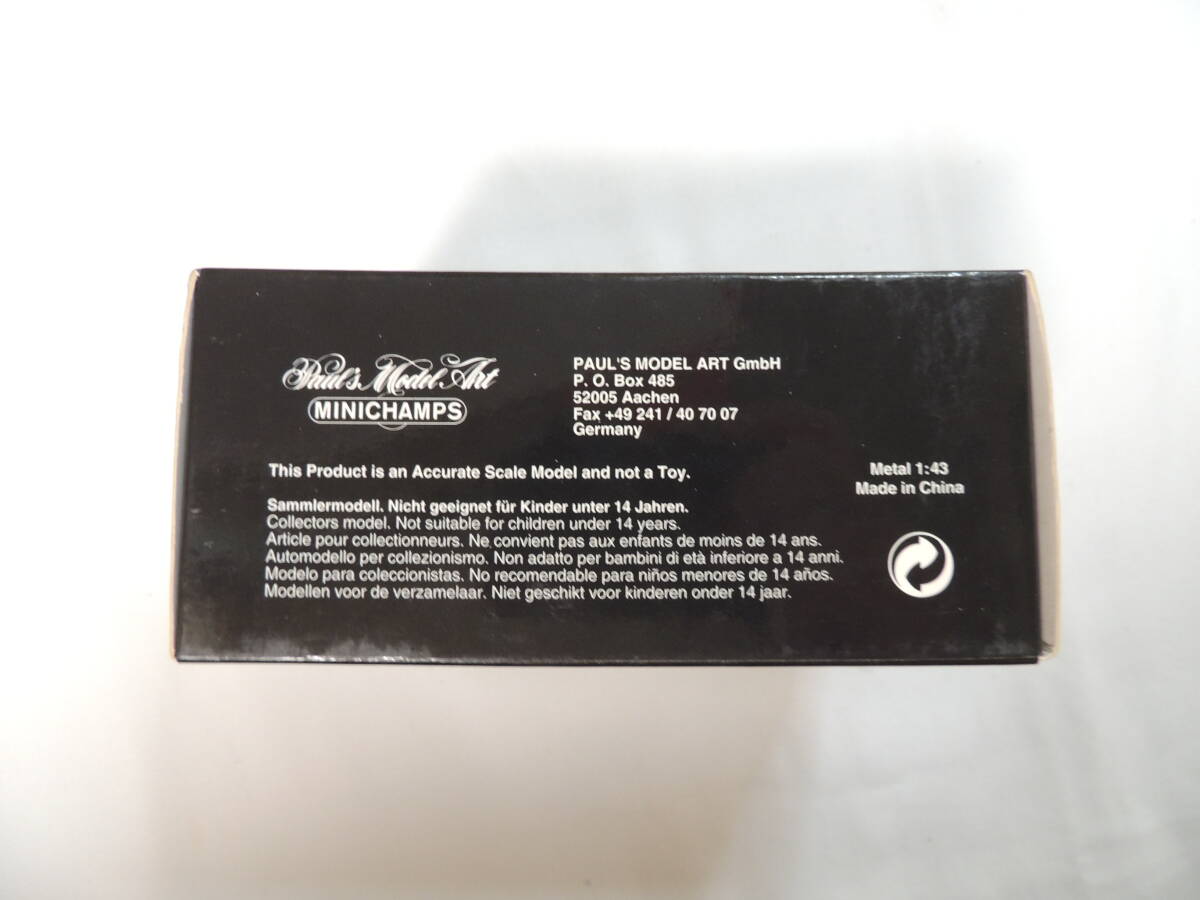 Paul's Model Art
MINICHAMPS
PAUL'S MODEL ART GmbH
P. O. Box 485
52005 Aachen
Fax +49 241 / 40 70 07
Germany
This Product is an Accurate Scale Model and not a Toy.
Metal 1:43
Made in China
Sammlermodell. Nicht geeignet für Kinder unter 14 Jahren.
Collectors model. Not suitable for children under 14 years.
Article pour collectionneurs. Ne convient pas aux enfants de moins de 14 ans.
Automodello per collezionismo. Non adatto per bambini di età inferiore a 14 anni.
Modelo para coleccionistas. No recomendable para niños menores de 14 años.
Modellen voor de verzamelaar. Niet geschikt voor kinderen onder 14 jaar.